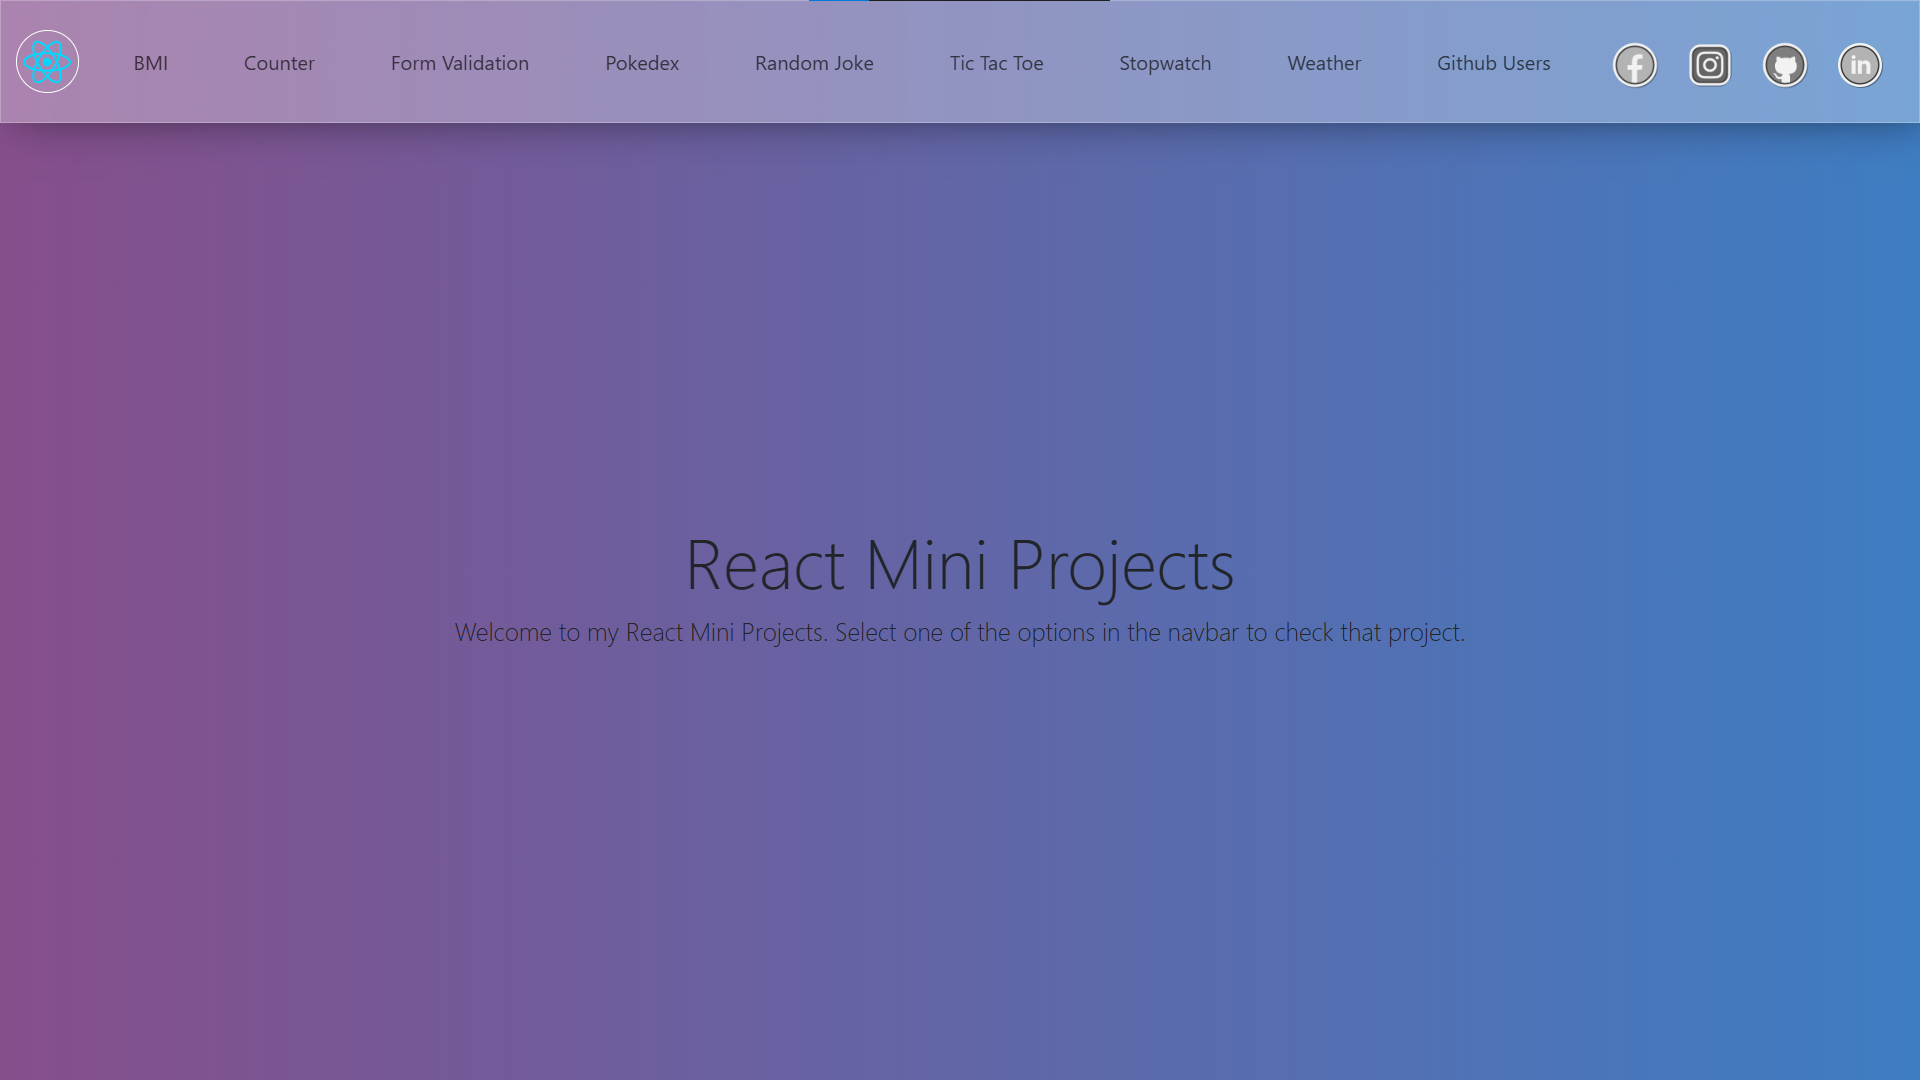 BMI Counter Form Validation Pokedex Random Joke Tic Tac Toe Stopwatch Weather Github Users
React Mini Projects
Welcome to my React Mini Projects. Select one of the options in the navbar to check that project.